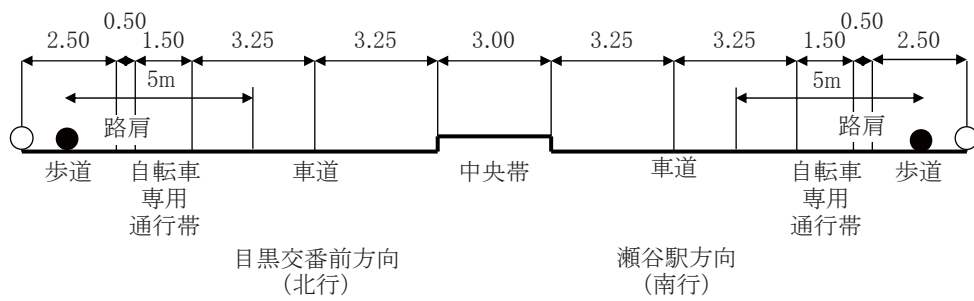 0.50 0.50
2.50 1.50 3.25 3.25 3.00 3.25 3.25 1.50 2.50
5m 5m
路肩 路肩
歩道 自転車専用通行帯 車道 中央帯 車道 自転車専用通行帯 歩道
目黒交番前方向
(北行)
瀬谷駅方向
(南行)